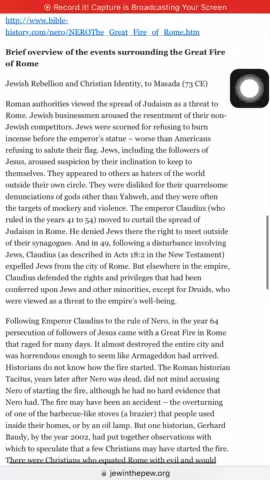 Record it! Capture is Broadcasting Your Screen
http://www.bible-
history.com/nero/NEROThe_Great_Fire_of_Rome.htm
Brief overview of the events surrounding the Great Fire
of Rome
Jewish Rebellion and Christian Identity, to Masada (73 CE)
Roman authorities viewed the spread of Judaism as a threat to
Rome. Jewish businessmen aroused the resentment of their non-
Jewish competitors. Jews were scorned for refusing to burn
incense before the emperor's statue – worse than Americans
refusing to salute their flag. Jews, including the followers of
Jesus, aroused suspicion by their inclination to keep to
themselves. They appeared to others as haters of the world
outside their own circle. They were disliked for their quarrelsome
denunciations of gods other than Yahweh, and they were often
the targets of mockery and violence. The emperor Claudius (who
ruled in the years 41 to 54) moved to curtail the spread of
Judaism in Rome. He denied Jews there the right to meet outside
of their synagogues. And in 49, following a disturbance involving
Jews, Claudius (as described in Acts 18:2 in the New Testament)
expelled Jews from the city of Rome. But elsewhere in the empire,
Claudius defended the rights and privileges that had been
conferred upon Jews and other minorities, except for Druids, who
were viewed as a threat to the empire's well-being.
Following Emperor Claudius to the rule of Nero, in the year 64
persecution of followers of Jesus came with a Great Fire in Rome
that raged for many days. It almost destroyed the entire city and
was horrendous enough to seem like Armageddon had arrived.
Historians do not know how the fire started. The Roman historian
Tacitus, years later after Nero was dead, did not mind accusing
Nero of starting the fire, although he had no hard evidence that
Nero had. The fire may have been an accident – the overturning
of one of the barbecue-like stoves (a brazier) that people used
inside their homes, or by an oil lamp. But one historian, Gerhard
Baudy, by the year 2002, had put together observations with
which to speculate that a few Christians may have started the fire.
There were Christians who equated Rome with evil and would
jewinthepew.org